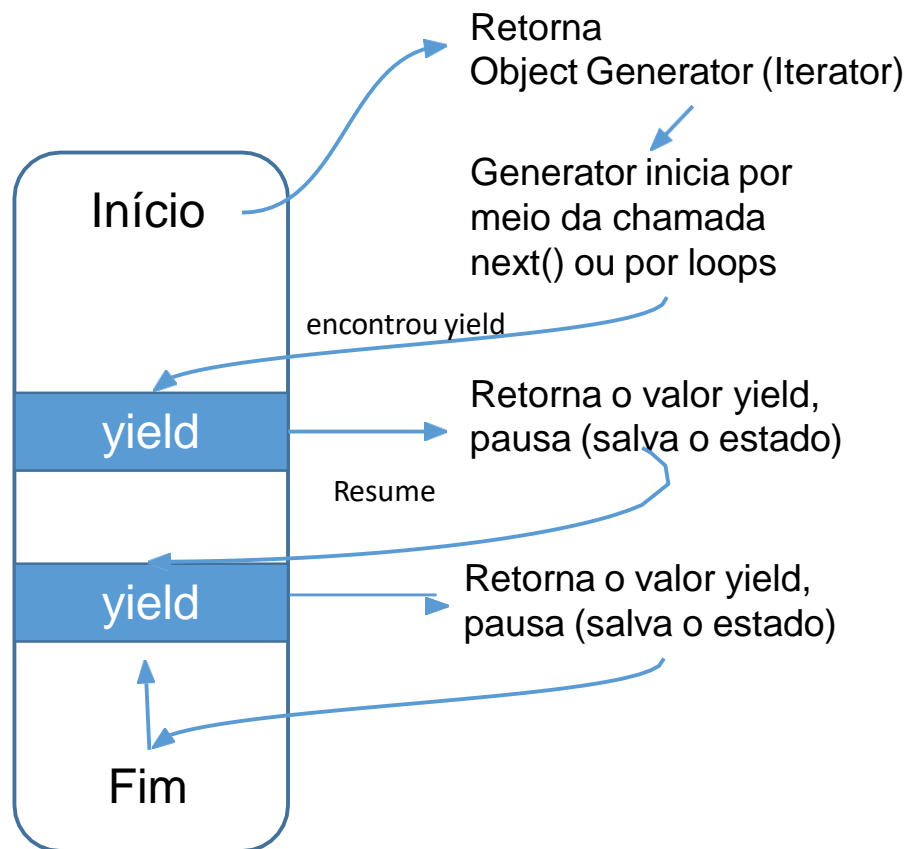 Retorna
Object Generator (Iterator)
Início
Generator inicia por
meio da chamada
next() ou por loops
encontrou yield
yield
Retorna o valor yield,
pausa (salva o estado)
Resume
yield
Retorna o valor yield,
pausa (salva o estado)
Fim